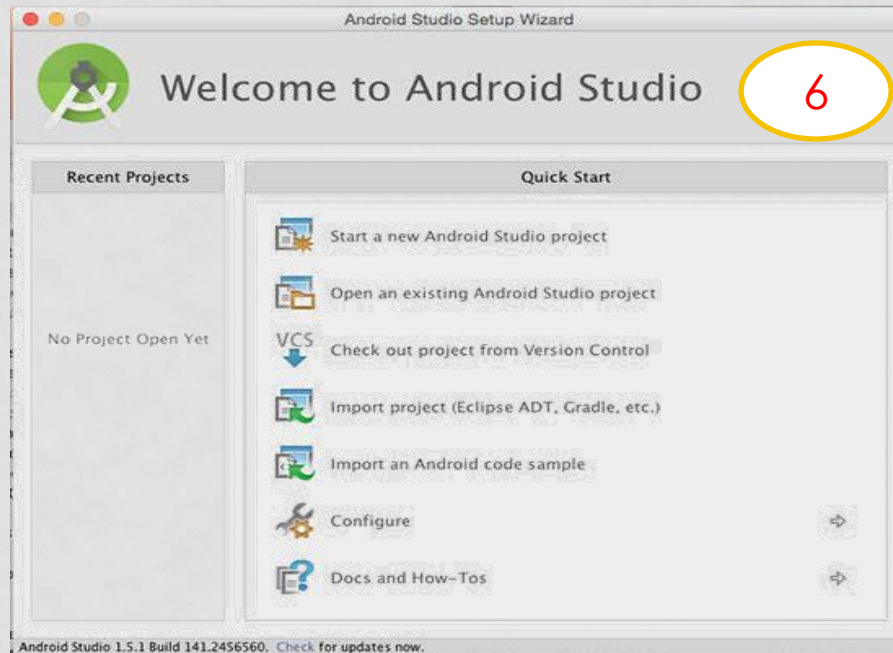 Android Studio Setup Wizard
Welcome to Android Studio
6
Recent Projects
Quick Start
No Project Open Yet
Start a new Android Studio project
Open an existing Android Studio project
VCS
Check out project from Version Control
Import project (Eclipse ADT, Gradle, etc.)
Import an Android code sample
Configure
Docs and How-Tos
Android Studio 1.5.1 Build 141.2456560. Check for updates now.